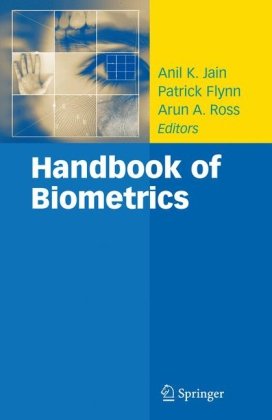 Anil K. Jain
Patrick Flynn
Arun A. Ross
Editors
Handbook of
Biometrics
Springer